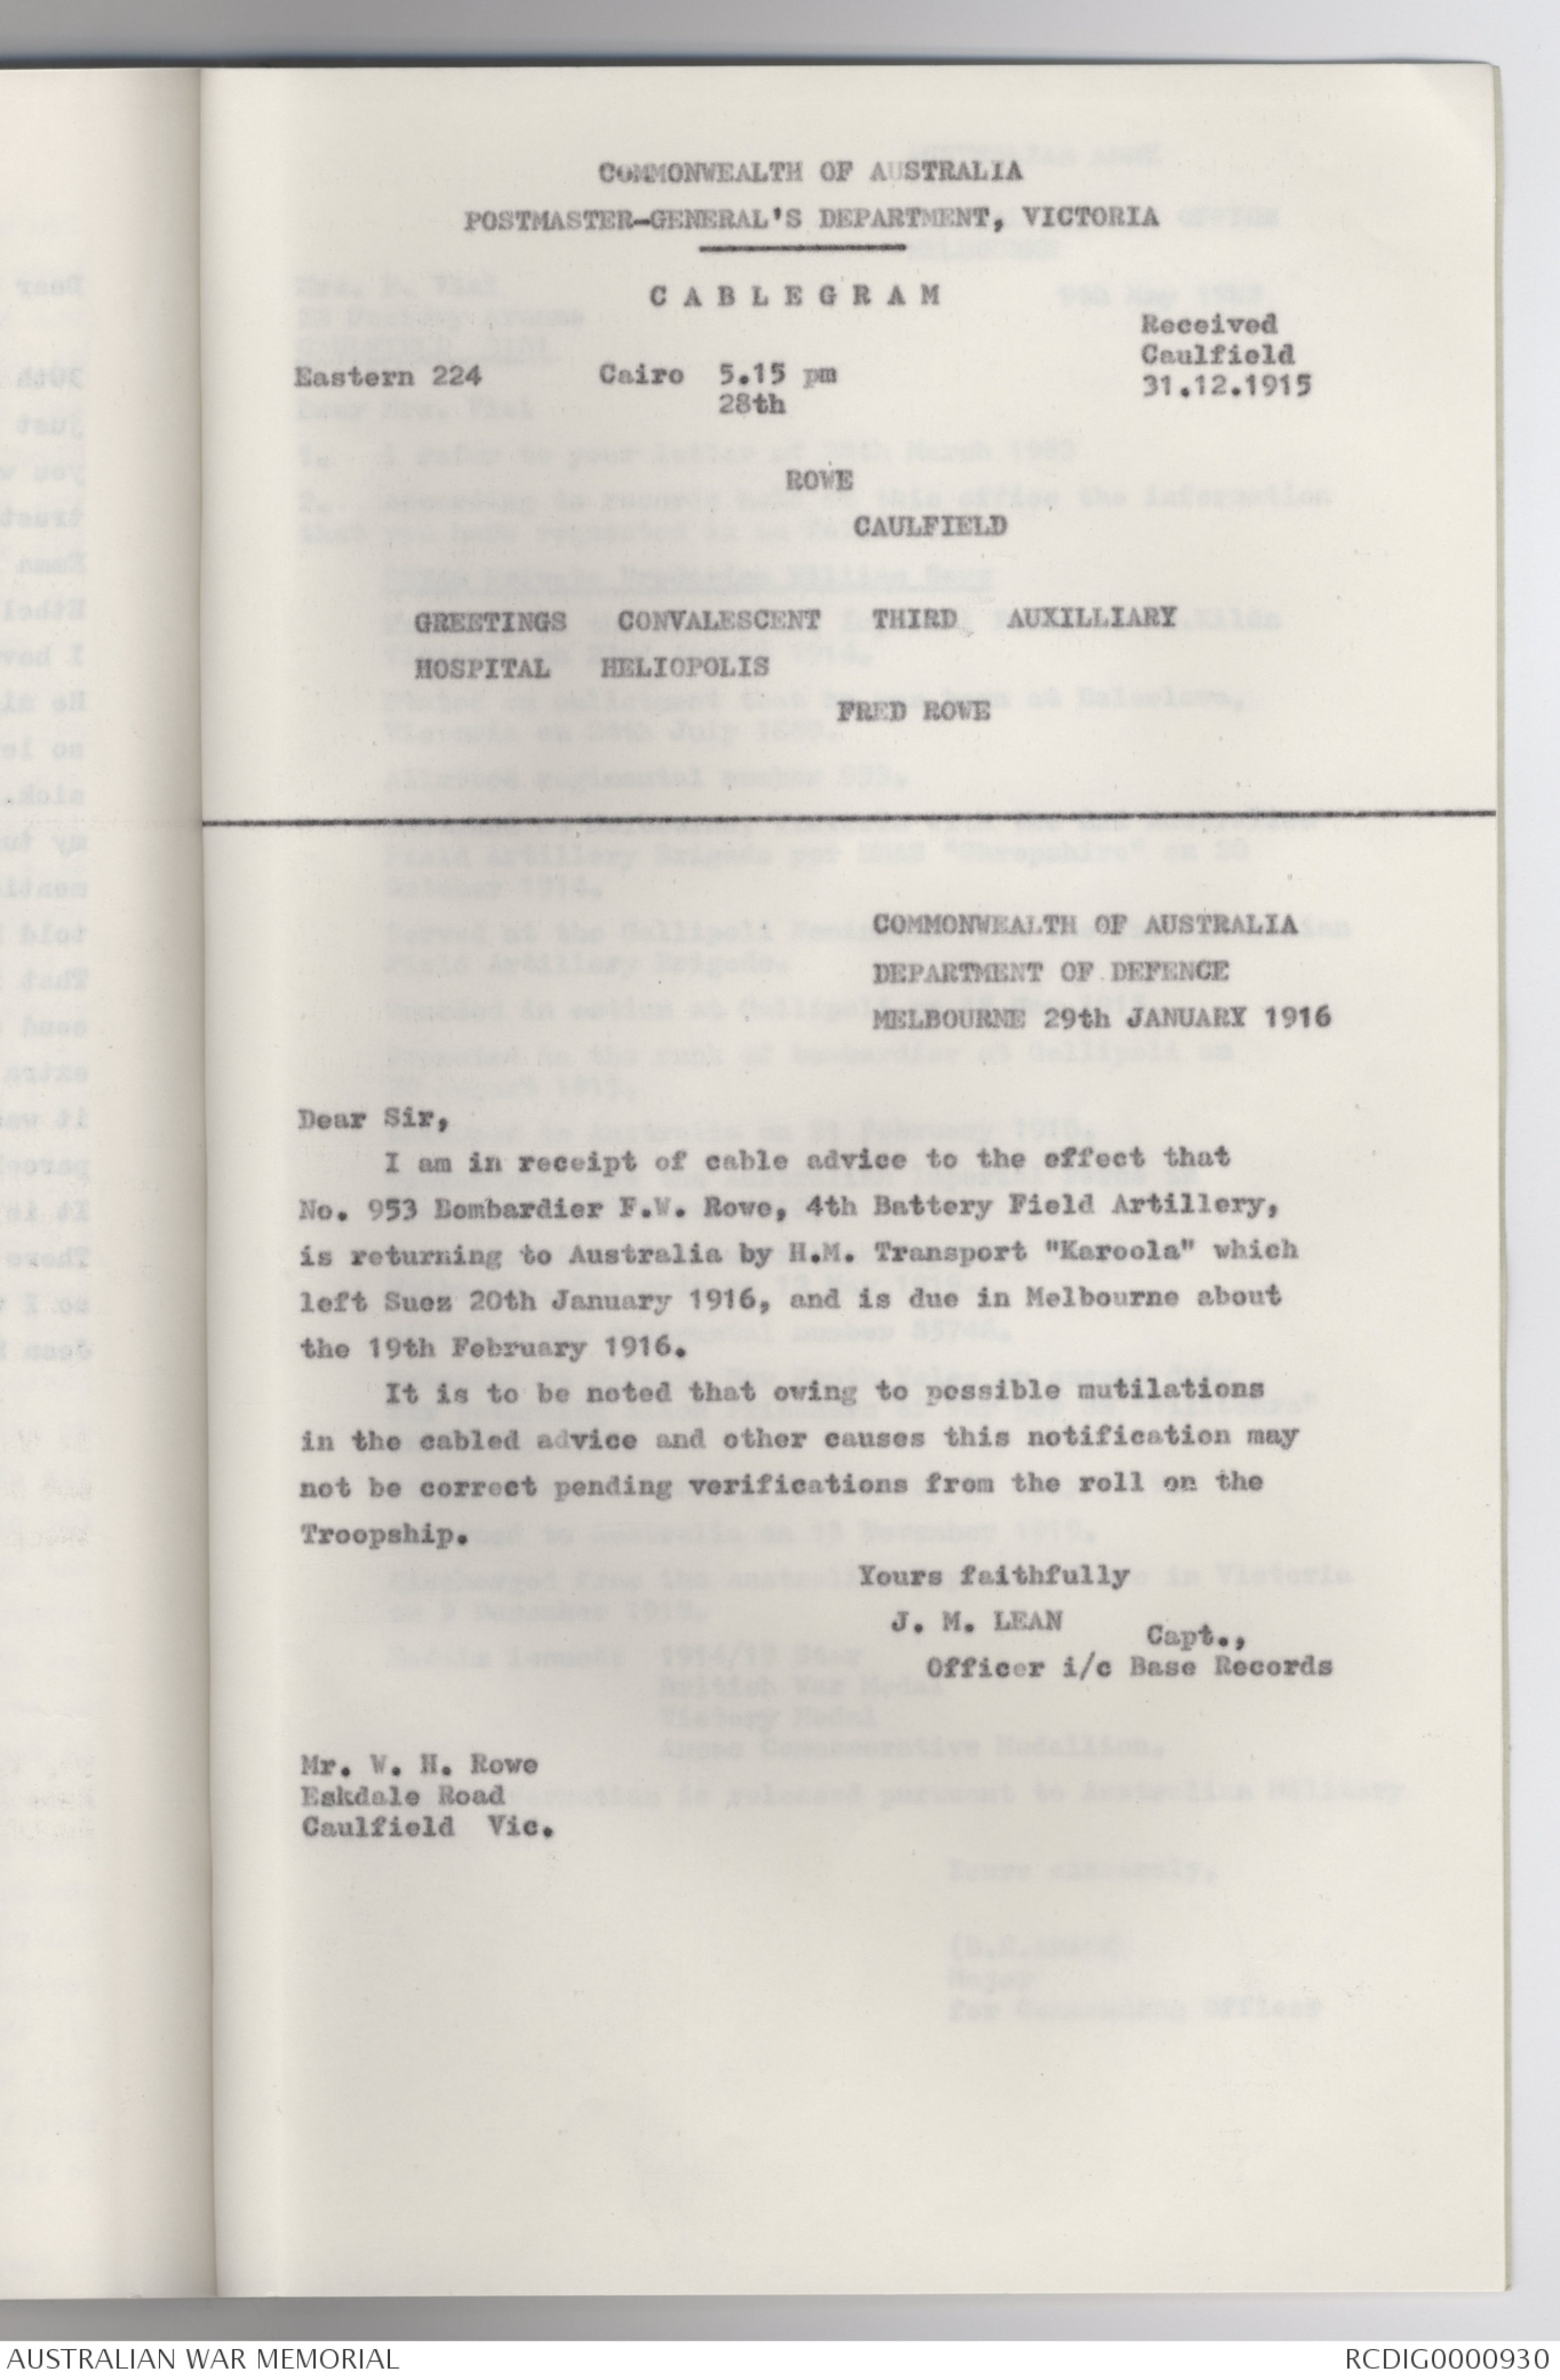 COMMONWEALTH OF AUSTRALIA
POSTMASTER-GENERAL'S DEPARTMENT, VICTORIA
CABLEGRAM
Received
Caulfield
31.12.1915
Eastern 224 Cairo 5.15 pm
28th
ROWE
CAULFIELD
GREETINGS CONVALESCENT THIRD AUXILLIARY
HOSPITAL HELIOPOLIS
FRED ROWE
COMMONWEALTH OF AUSTRALIA
DEPARTMENT OF DEFENCE
MELBOURNE 29th JANUARY 1916
Dear Sir,
I am in receipt of cable advice to the effect that
No. 953 Bombardier F.W. Rowe, 4th Battery Field Artillery,
is returning to Australia by H.M. Transport "Karoola" which
left Suez 20th January 1916, and is due in Melbourne about
the 19th February 1916.
It is to be noted that owing to possible mutilations
in the cabled advice and other causes this notification may
not be correct pending verifications from the roll on the
Troopship.
Yours faithfully
J. M. LEAN Capt.,
Officer i/c Base Records
Mr. W. H. Rowe
Eskdale Road
Caulfield Vic.
AUSTRALIAN WAR MEMORIAL
RCDIG0000930